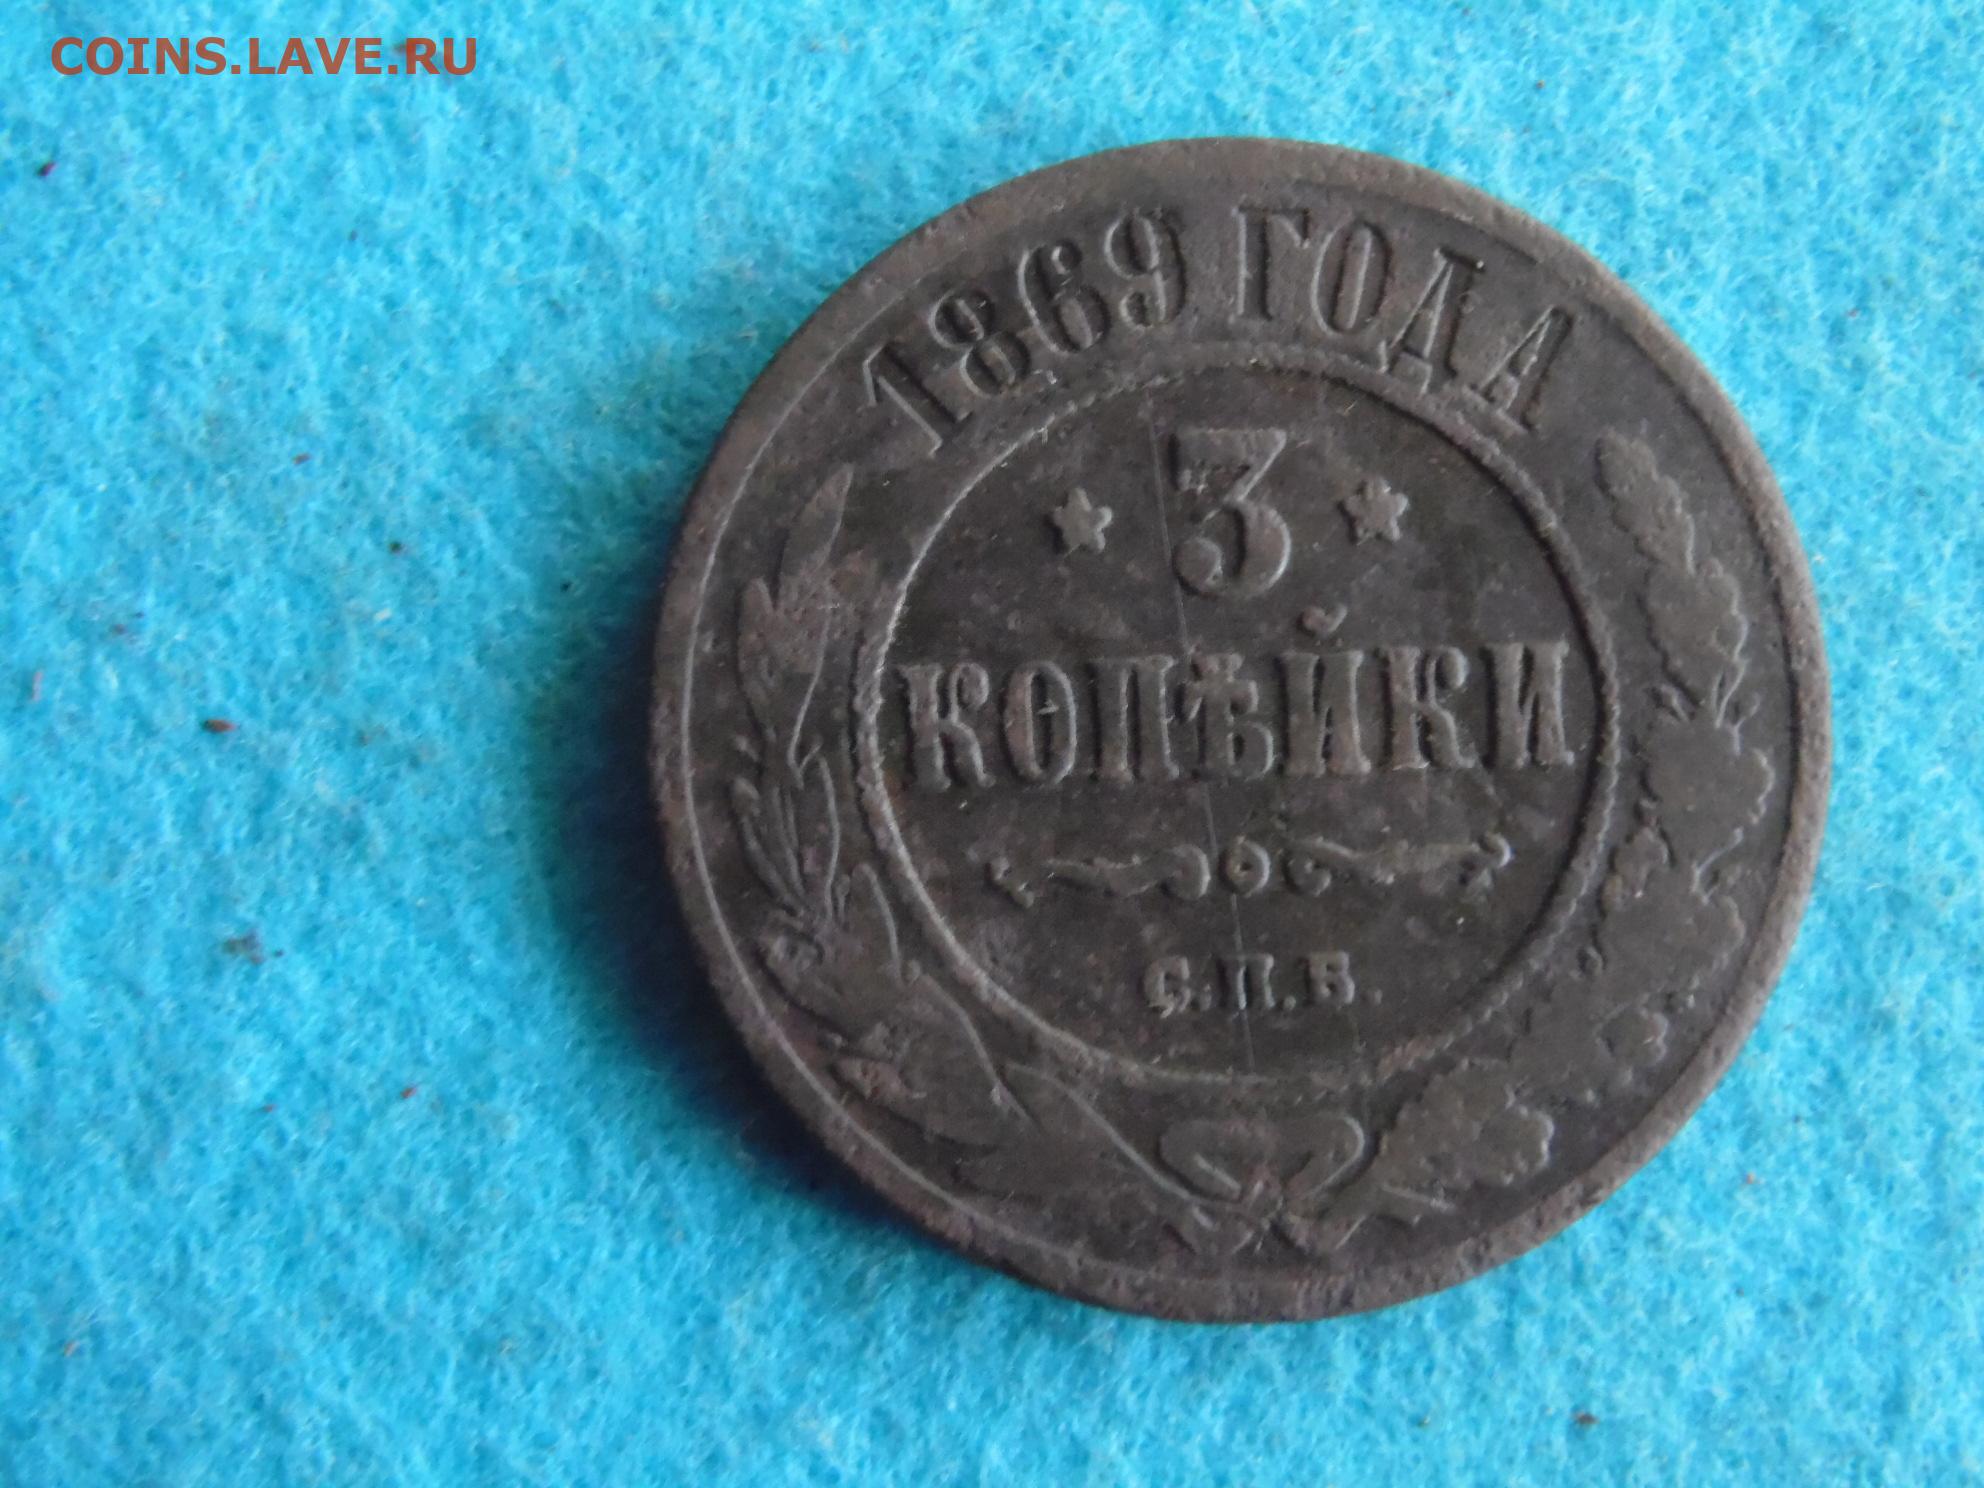 COINS.LAVE.RU
1869 ГОДА
3
КОПѢЙКИ
С.П.Б.